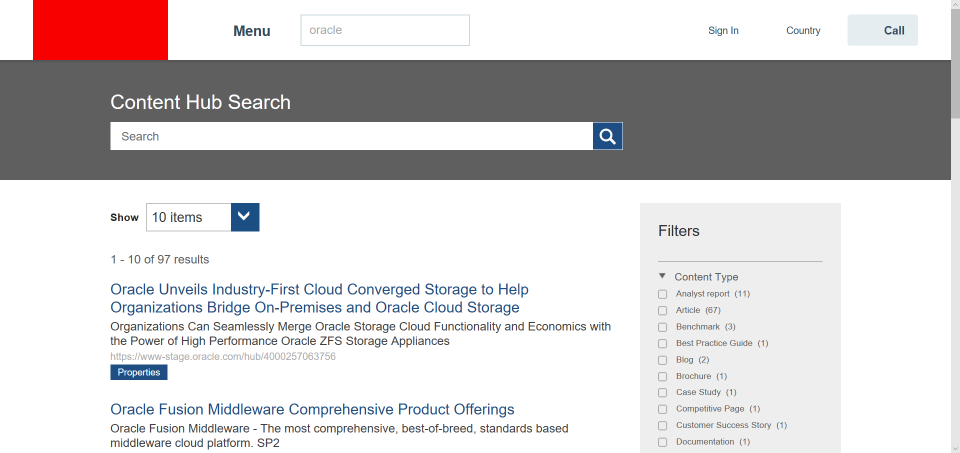 Menu
oracle
Sign In
Country
Call
Content Hub Search
Search
Show
10 items
1 - 10 of 97 results
Oracle Unveils Industry-First Cloud Converged Storage to Help
Organizations Bridge On-Premises and Oracle Cloud Storage
Organizations Can Seamlessly Merge Oracle Storage Cloud Functionality and Economics with
the Power of High Performance Oracle ZFS Storage Appliances
https://www-stage.oracle.com/hub/4000257063756
Properties
Oracle Fusion Middleware Comprehensive Product Offerings
Oracle Fusion Middleware - The most comprehensive, best-of-breed, standards based
middleware cloud platform. SP2
Filters
Content Type
Analyst report (11)
Article (67)
Benchmark (3)
Best Practice Guide (1)
Blog (2)
Brochure (1)
Case Study (1)
Competitive Page (1)
Customer Success Story (1)
Documentation (1)